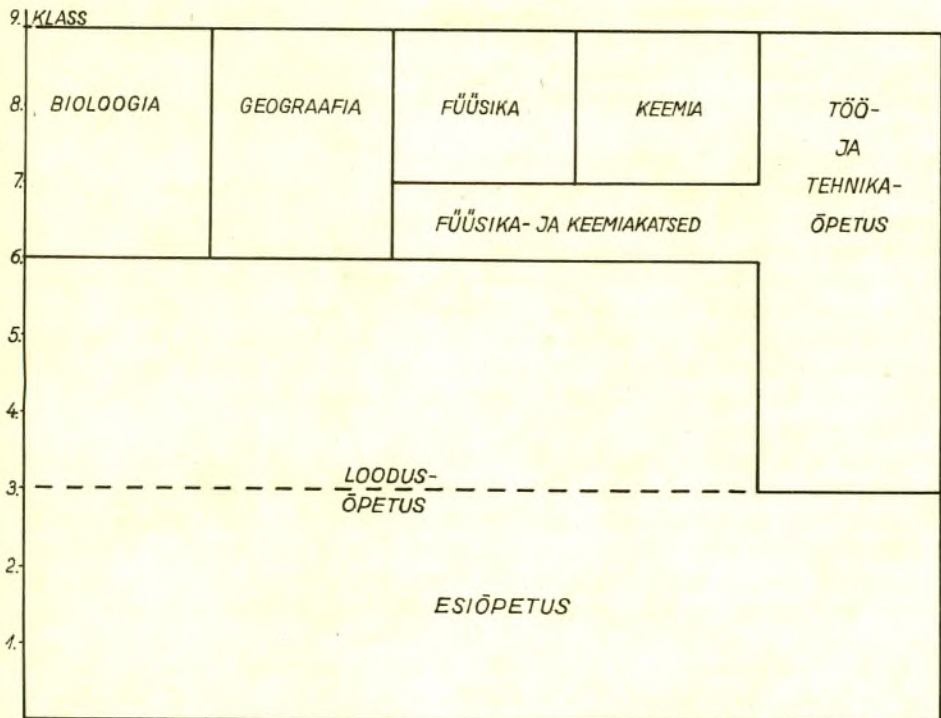 9. KLASS
8.
7.
6.
5.
4.
3.
2.
1.
BIOLOOGIA
GEOGRAAFIA
FÜÜSIKA
KEEMIA
TÖÖ-
JA
TEHNIKA-
ÕPETUS
FÜÜSIKA- JA KEEMIAKATSED
LOODUS-
ÕPETUS
ESIÕPETUS